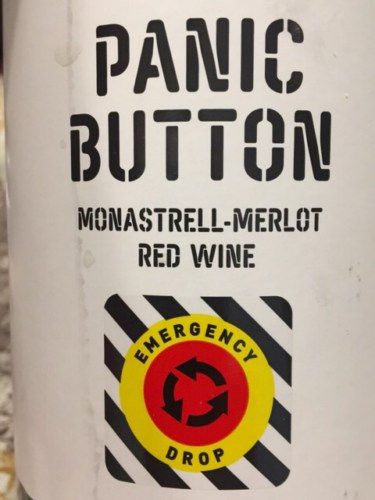 PANIC
BUTTON
MONASTRELL-MERLOT
RED WINE
EMERGENCY
DROP